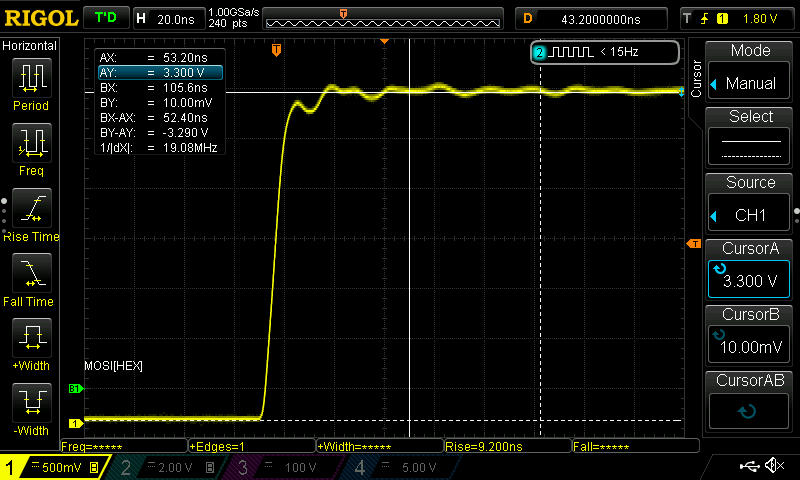 RIGOL T'D H 20.0ns 1.00GSa/s 240 pts T D 43.2000000ns T 1 1.80 V
Horizontal
Period
Freq
Rise Time
Fall Time
+Width
-Width
AX: = 53.20ns
AY: = 3.300 V
BX: = 105.6ns
BY: = 10.00mV
BX-AX: = 52.40ns
BY-AY: = -3.290 V
1/|dX|: = 19.08MHz
T
2 < 15Hz
T
MOSI[HEX]
B1
1
Cursor
Mode
Manual
Select
Source
CH1
CursorA
3.300 V
CursorB
10.00mV
CursorAB
Freq=***** +Edges=1 +Width=***** Rise=9.200ns Fall=*****
1 500mV B 2 2.00 V B 3 100 V 4 5.00 V